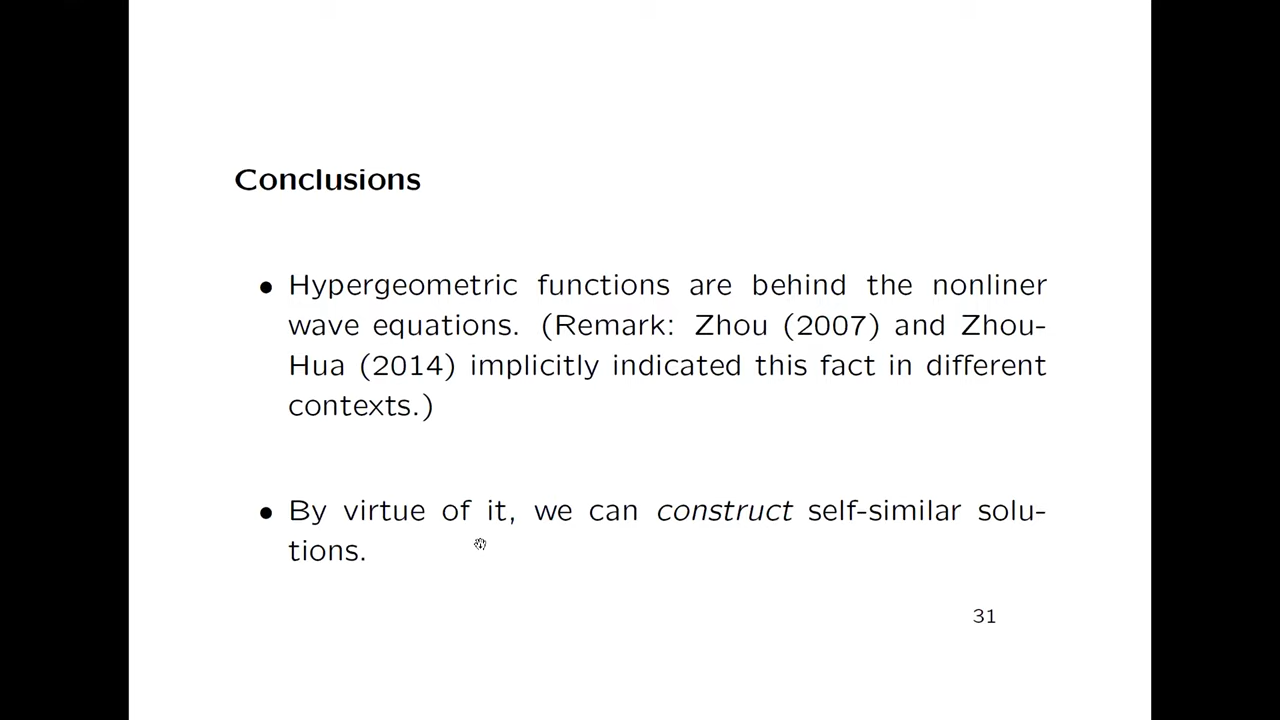 Conclusions
• Hypergeometric functions are behind the nonliner
wave equations. (Remark: Zhou (2007) and Zhou-
Hua (2014) implicitly indicated this fact in different
contexts.)
• By virtue of it, we can construct self-similar solu-
tions.
31